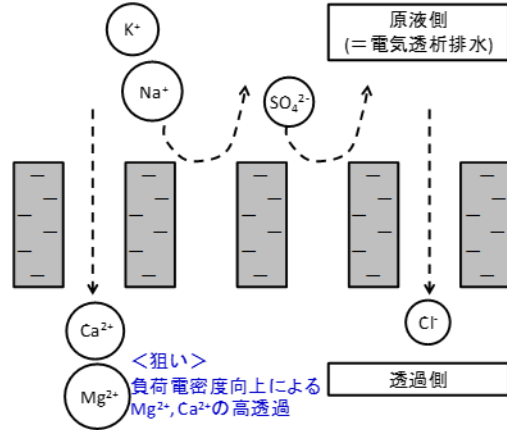 K⁺
原液側
(＝電気透析排水)
Na⁺
SO₄²⁻
Ca²⁺
Cl⁻
＜狙い＞
負荷電密度向上による
Mg²⁺, Ca²⁺の高透過
Mg²⁺
透過側